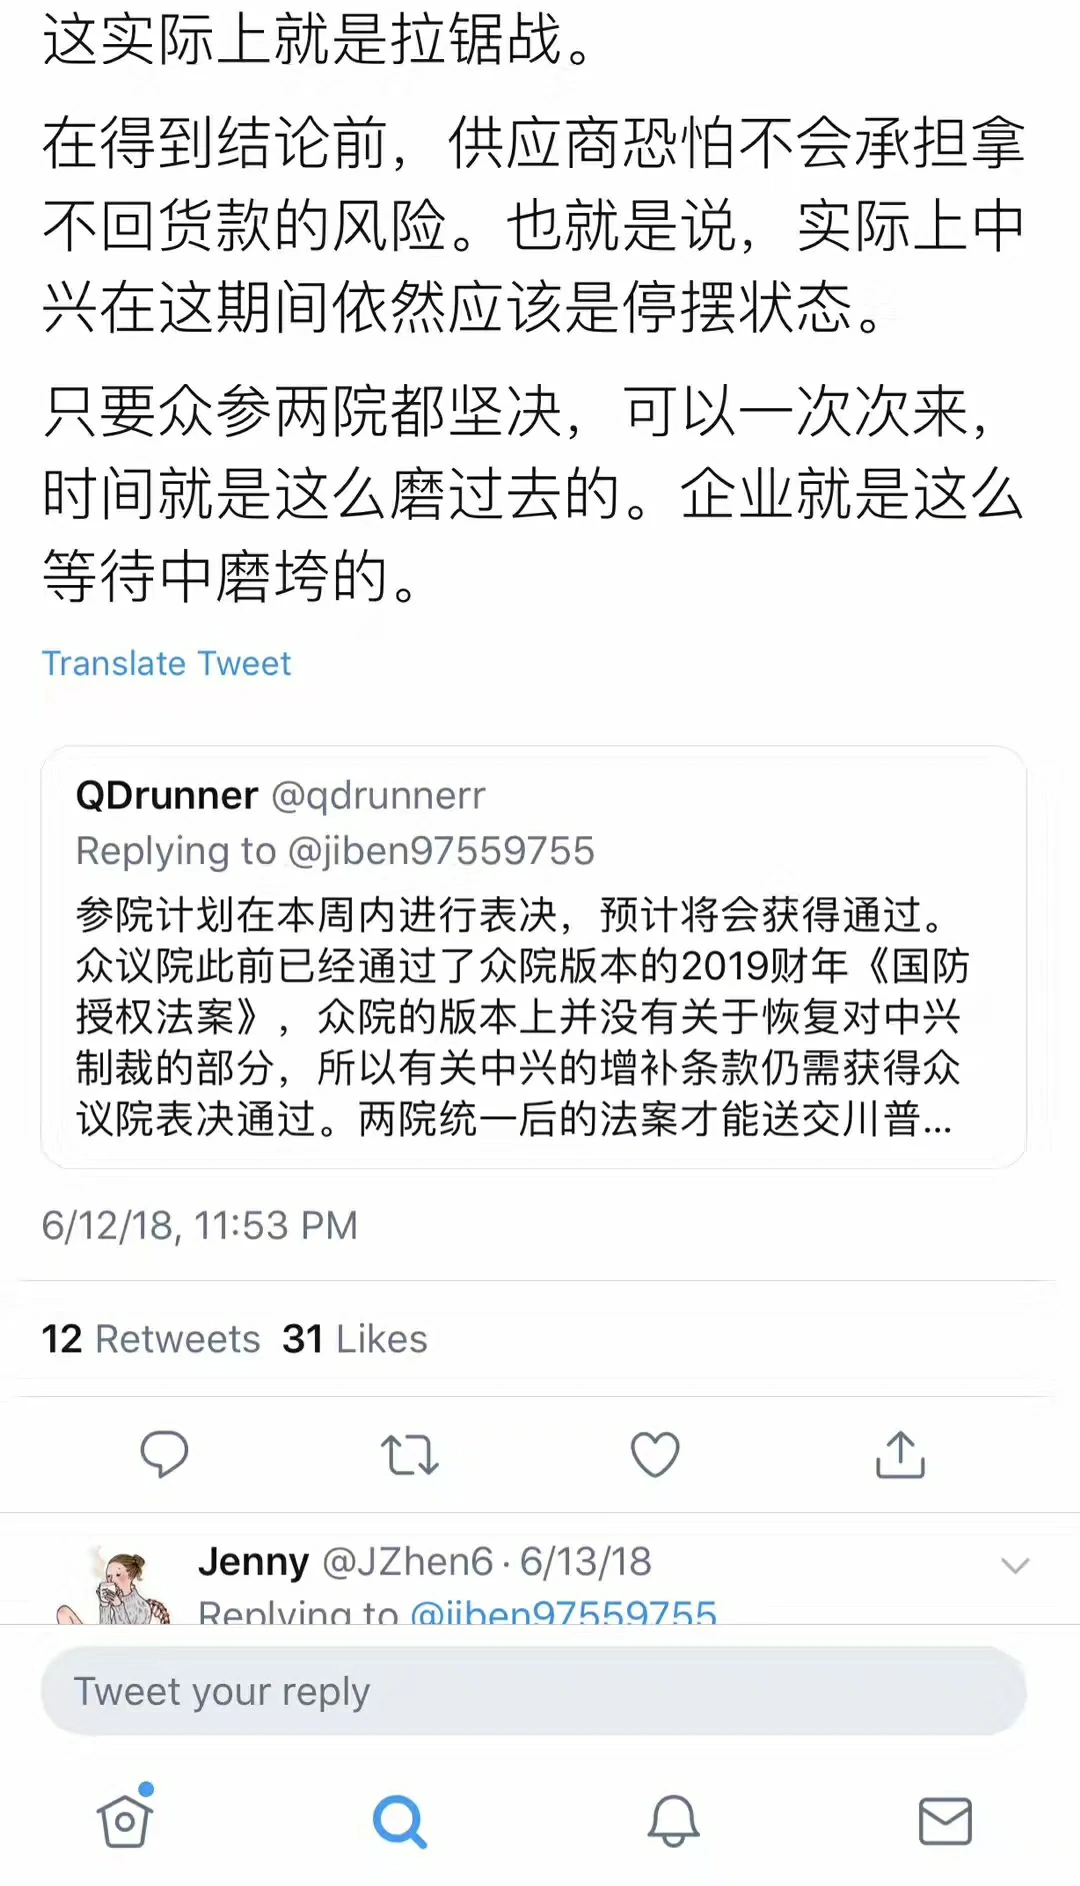 这实际上就是拉锯战。
在得到结论前，供应商恐怕不会承担拿
不回货款的风险。也就是说，实际上中
兴在这期间依然应该是停摆状态。
只要众参两院都坚决，可以一次次来，
时间就是这么磨过去的。企业就是这么
等待中磨垮的。
Translate Tweet
QDrunner @qdrunnerr
Replying to @jiben97559755
参院计划在本周内进行表决，预计将会获得通过。
众议院此前已经通过了众院版本的2019财年《国防
授权法案》，众院的版本上并没有关于恢复对中兴
制裁的部分，所以有关中兴的增补条款仍需获得众
议院表决通过。两院统一后的法案才能送交川普...
6/12/18, 11:53 PM
12 Retweets 31 Likes
Jenny @JZhen6 · 6/13/18
Replying to @jiben97559755
Tweet your reply